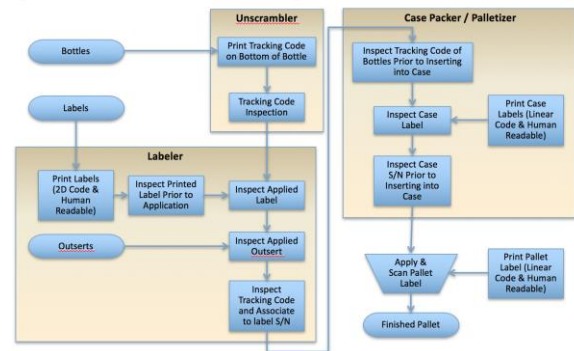 Unscrambler
Bottles
Print Tracking Code
on Bottom of Bottle
Tracking Code
Inspection
Labels
Labeler
Print Labels
(2D Code &
Human
Readable)
Inspect Printed
Label Prior to
Application
Inspect Applied
Label
Outserts
Inspect Applied
Outsert
Inspect
Tracking Code
and Associate
to label S/N
Case Packer / Palletizer
Inspect Tracking Code of
Bottles Prior to Inserting
into Case
Inspect Case
Label
Print Case
Labels (Linear
Code & Human
Readable)
Inspect Case
S/N Prior to
Inserting into
Case
Apply &
Scan Pallet
Label
Print Pallet
Label (Linear
Code & Human
Readable)
Finished Pallet